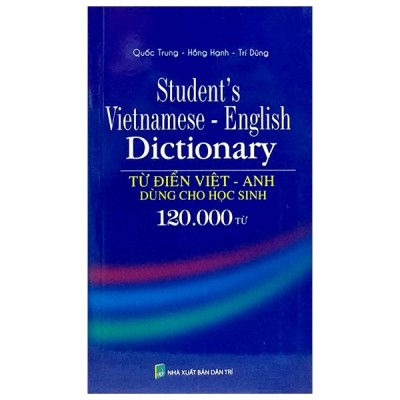 Quốc Trung - Hồng Hạnh - Trí Dũng
Student's
Vietnamese - English
Dictionary
TỪ ĐIỂN VIỆT - ANH
DÙNG CHO HỌC SINH
120.000 TỪ
NHÀ XUẤT BẢN DÂN TRÍ